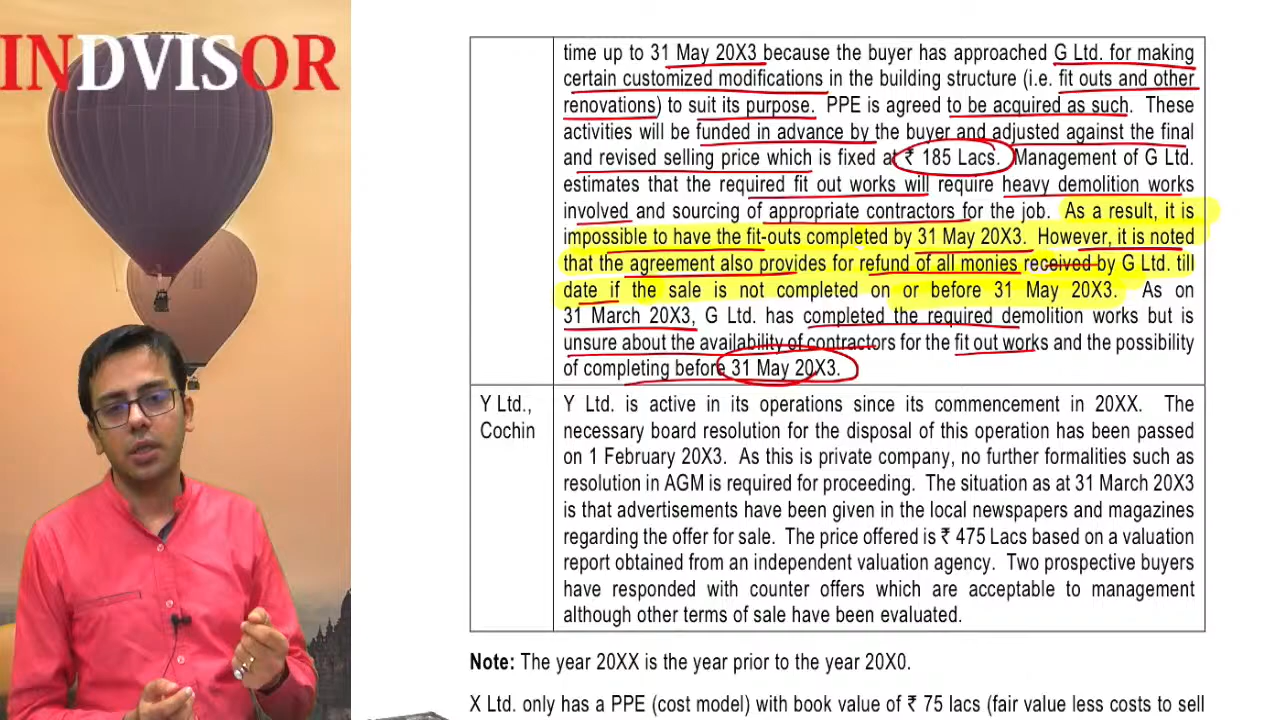 INDVISOR
time up to 31 May 20X3 because the buyer has approached G Ltd. for making
certain customized modifications in the building structure (i.e. fit outs and other
renovations) to suit its purpose. PPE is agreed to be acquired as such. These
activities will be funded in advance by the buyer and adjusted against the final
and revised selling price which is fixed at ₹ 185 Lacs. Management of G Ltd.
estimates that the required fit out works will require heavy demolition works
involved and sourcing of appropriate contractors for the job. As a result, it is
impossible to have the fit-outs completed by 31 May 20X3. However, it is noted
that the agreement also provides for refund of all monies received by G Ltd. till
date if the sale is not completed on or before 31 May 20X3. As on
31 March 20X3, G Ltd. has completed the required demolition works but is
unsure about the availability of contractors for the fit out works and the possibility
of completing before 31 May 20X3.
Y Ltd.,
Cochin
Y Ltd. is active in its operations since its commencement in 20XX. The
necessary board resolution for the disposal of this operation has been passed
on 1 February 20X3. As this is private company, no further formalities such as
resolution in AGM is required for proceeding. The situation as at 31 March 20X3
is that advertisements have been given in the local newspapers and magazines
regarding the offer for sale. The price offered is ₹ 475 Lacs based on a valuation
report obtained from an independent valuation agency. Two prospective buyers
have responded with counter offers which are acceptable to management
although other terms of sale have been evaluated.
Note: The year 20XX is the year prior to the year 20X0.
X Ltd. only has a PPE (cost model) with book value of ₹ 75 lacs (fair value less costs to sell